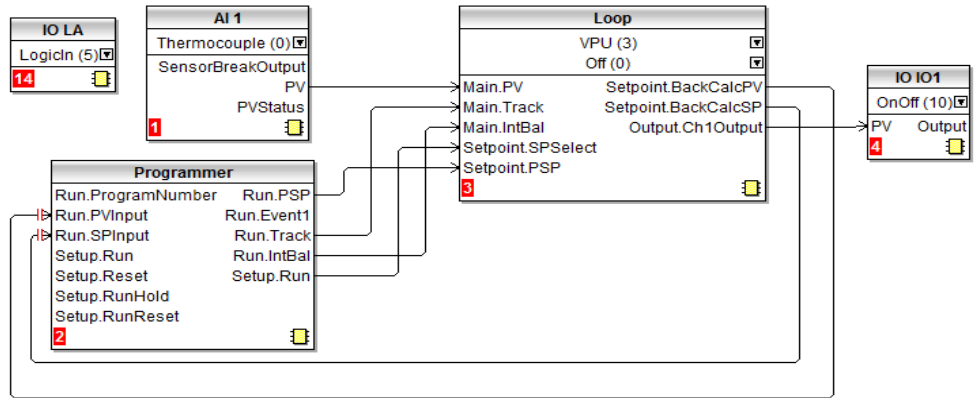 IO LA
LogicIn (5)
14
AI 1
Thermocouple (0)
SensorBreakOutput
PV
PVStatus
1
Loop
VPU (3)
Off (0)
Main.PV Setpoint.BackCalcPV
Main.Track Setpoint.BackCalcSP
Main.IntBal Output.Ch1Output
Setpoint.SPSelect
Setpoint.PSP
3
IO IO1
OnOff (10)
PV Output
4
Programmer
Run.ProgramNumber Run.PSP
Run.PVInput Run.Event1
Run.SPInput Run.Track
Setup.Run Run.IntBal
Setup.Reset Setup.Run
Setup.RunHold
Setup.RunReset
2